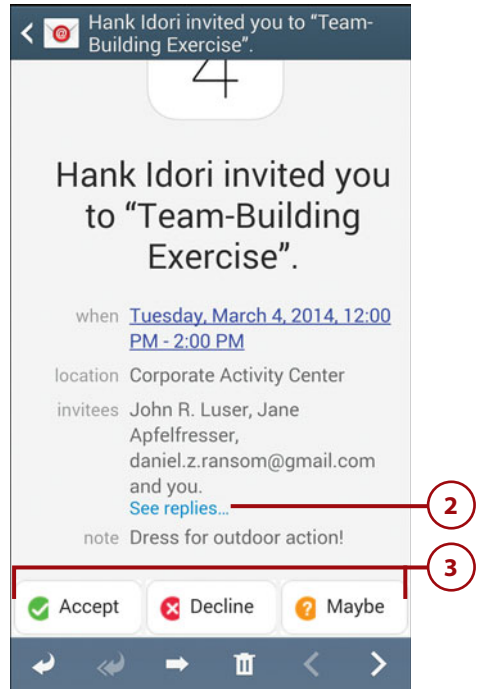 Hank Idori invited you to “Team-
Building Exercise”.
4
Hank Idori invited you
to “Team-Building
Exercise”.
when Tuesday, March 4, 2014, 12:00
PM - 2:00 PM
location Corporate Activity Center
invitees John R. Luser, Jane
Apfelfresser,
daniel.z.ransom@gmail.com
and you.
See replies...
2
note Dress for outdoor action!
3
Accept Decline Maybe